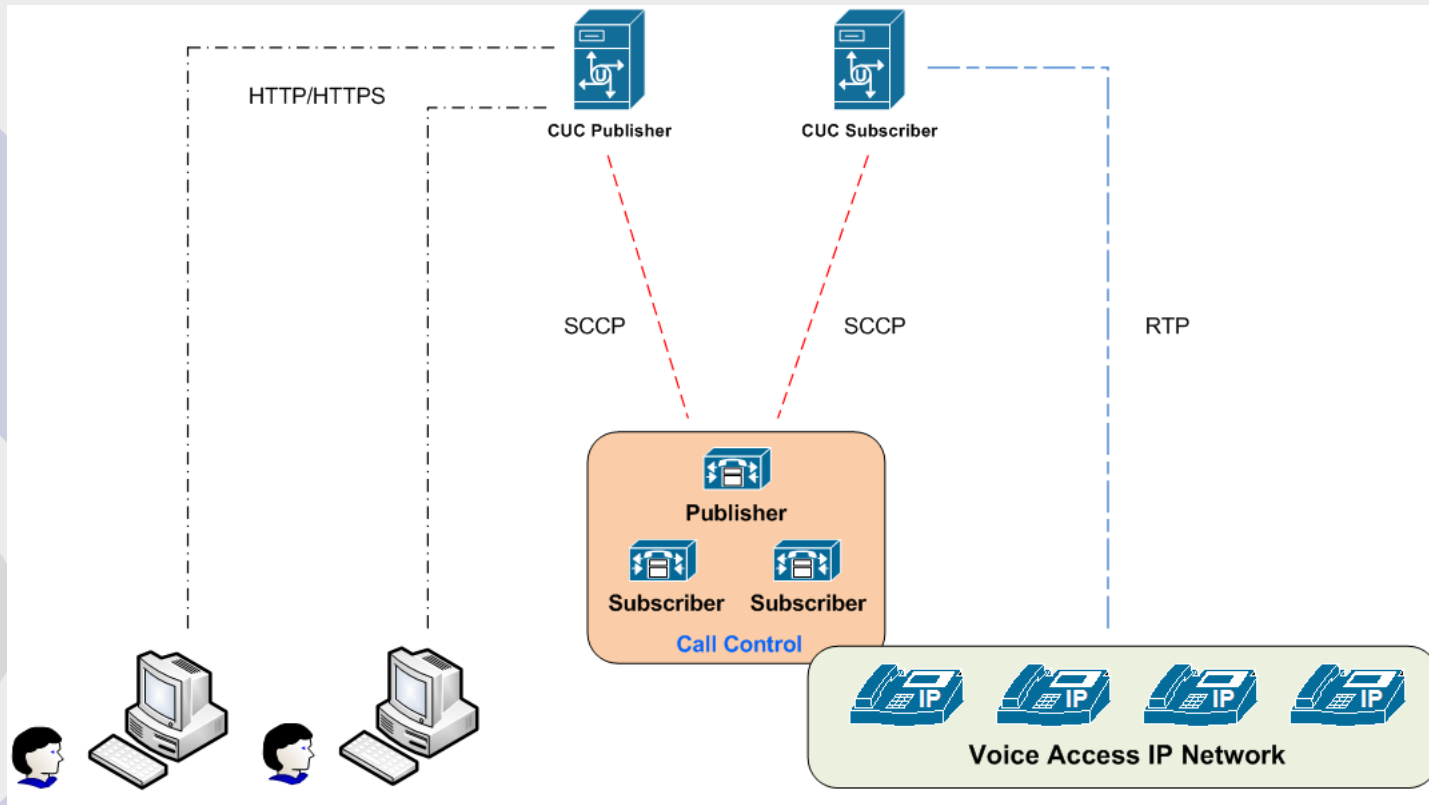 HTTP/HTTPS
U
U
CUC Publisher
CUC Subscriber
SCCP
SCCP
RTP
Publisher
Subscriber
Subscriber
Call Control
IP
IP
IP
IP
Voice Access IP Network